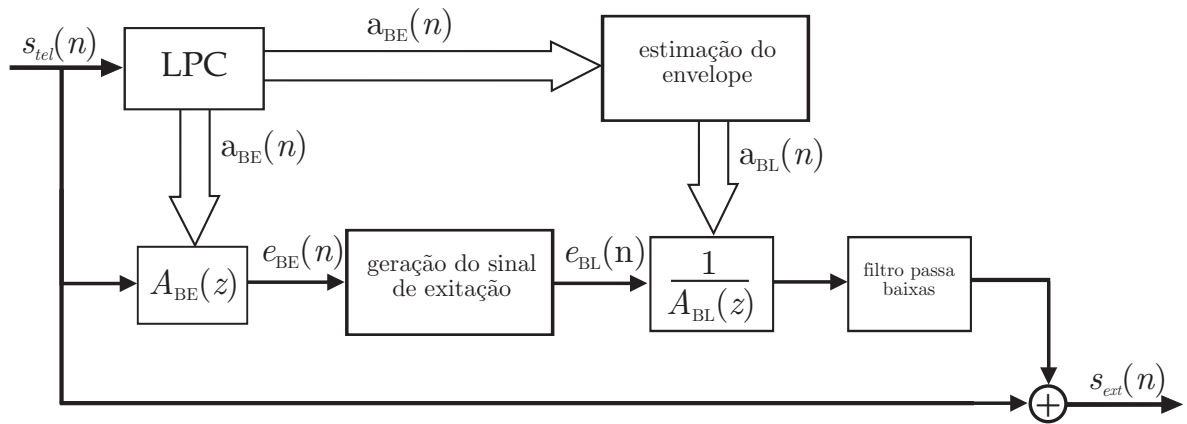 s_tel(n)
LPC
a_BE(n)
estimação do
envelope
a_BE(n)
a_BL(n)
A_BE(z)
e_BE(n)
geração do sinal
de exitação
e_BL(n)
1
A_BL(z)
filtro passa
baixas
+
s_ext(n)